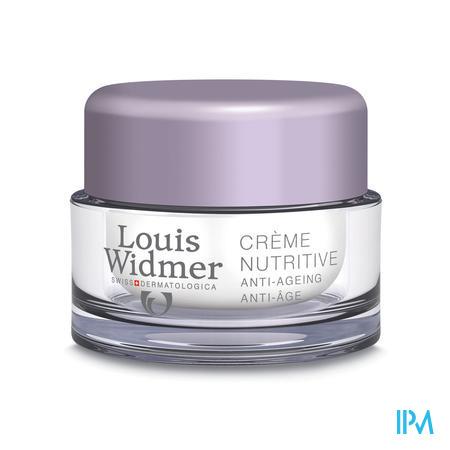 Louis
Widmer
SWISS DERMATOLOGICA
CRÈME
NUTRITIVE
ANTI-AGEING
ANTI-ÂGE
IPM